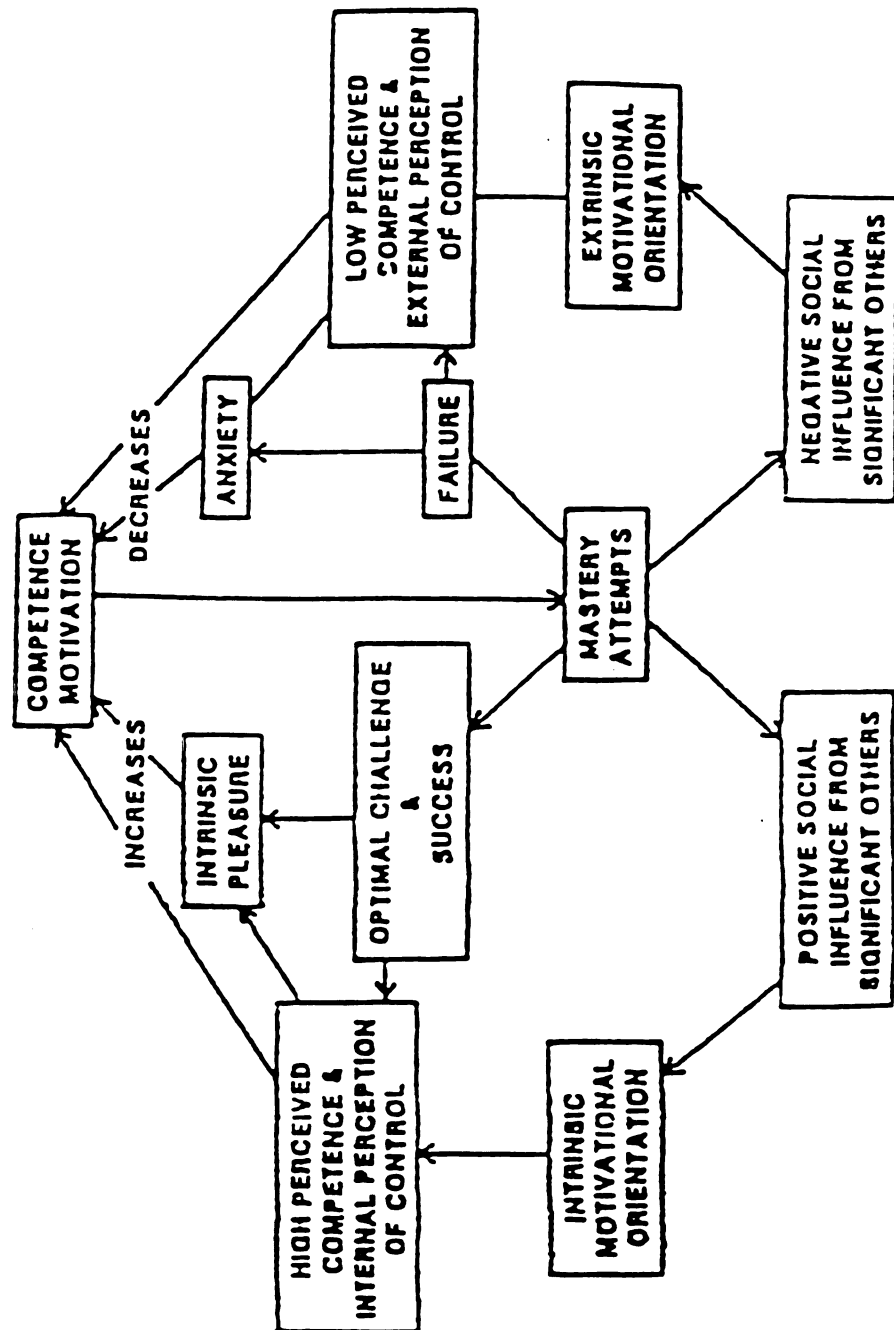 COMPETENCE
MOTIVATION
INCREASES
DECREASES
INTRINSIC
PLEASURE
ANXIETY
HIGH PERCEIVED
COMPETENCE &
INTERNAL PERCEPTION
OF CONTROL
OPTIMAL CHALLENGE
&
SUCCESS
FAILURE
LOW PERCEIVED
COMPETENCE &
EXTERNAL PERCEPTION
OF CONTROL
INTRINSIC
MOTIVATIONAL
ORIENTATION
MASTERY
ATTEMPTS
EXTRINSIC
MOTIVATIONAL
ORIENTATION
POSITIVE SOCIAL
INFLUENCE FROM
SIGNIFICANT OTHERS
NEGATIVE SOCIAL
INFLUENCE FROM
SIGNIFICANT OTHERS